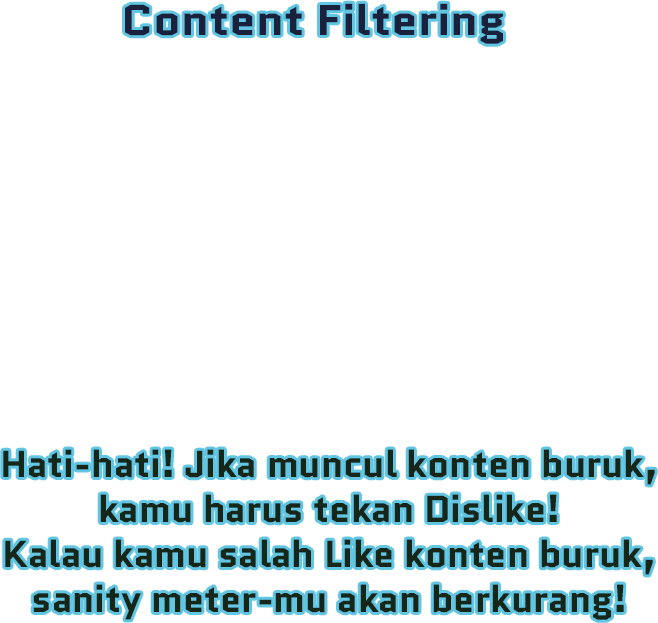 Content Filtering
Hati-hati! Jika muncul konten buruk,
kamu harus tekan Dislike!
Kalau kamu salah Like konten buruk,
sanity meter-mu akan berkurang!